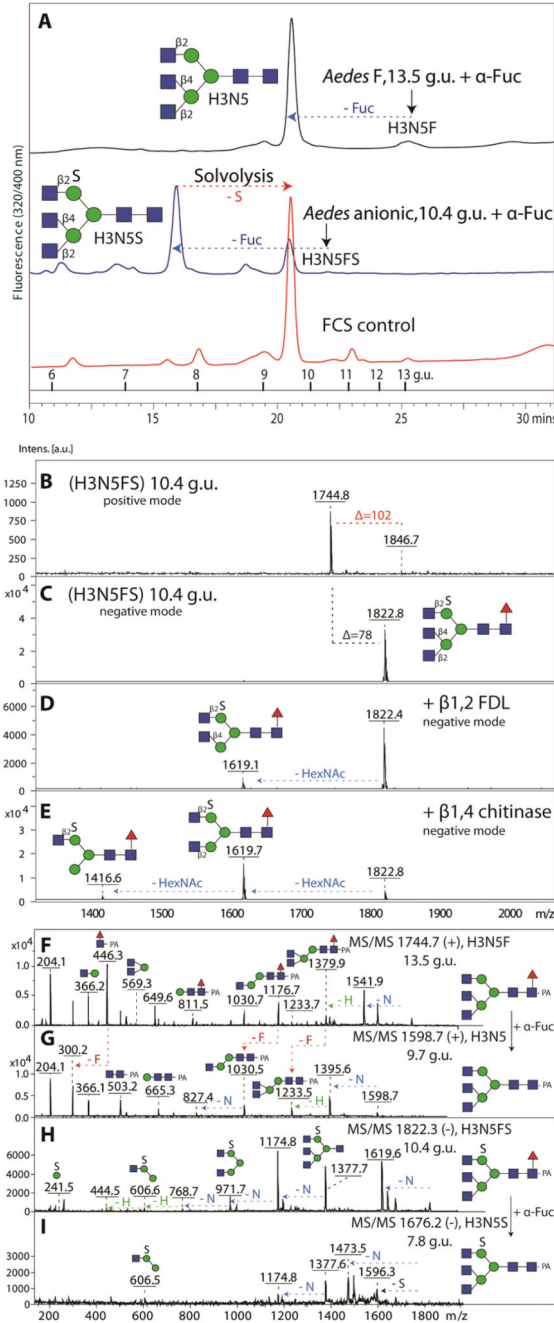 A
β2
β4
β2
H3N5
Aedes F,13.5 g.u. + α-Fuc
- Fuc
H3N5F
Solvolysis
- S
β2 S
β4
β2
H3N5S
Aedes anionic,10.4 g.u. + α-Fuc
- Fuc
H3N5FS
FCS control
6 7 8 9 10 11 12 13 g.u.
10 15 20 25 30 mins
Fluorescence (320/400 nm)
Intens. [a.u.]
B (H3N5FS) 10.4 g.u.
positive mode
1744.8
Δ=102
1846.7
1250
1000
750
500
250
0
C (H3N5FS) 10.4 g.u.
negative mode
x10⁴
4
2
0
Δ=78
1822.8
β2 S
β4
β2
D
+ β1,2 FDL
negative mode
6000
4000
2000
0
β2 S
β4
1619.1
- HexNAc
1822.4
E
+ β1,4 chitinase
negative mode
x10⁴
3
2
1
0
β2 S
1416.6
- HexNAc
β2 S
β2
1619.7
- HexNAc
1822.8
1400 1500 1600 1700 1800 1900 2000 m/z
F
MS/MS 1744.7 (+), H3N5F
13.5 g.u.
x10⁴
1.0
0.5
0.0
204.1
366.2
446.3
569.3
649.6
811.5
1030.7
1176.7
1233.7
1379.9
1541.9
- H
- N
PA
+ α-Fuc
G
MS/MS 1598.7 (+), H3N5
9.7 g.u.
x10⁴
204.1
300.2
366.1
503.2
665.3
827.4
1030.5
1233.5
1395.6
1598.7
- F
- N
- F
- F
- H
- N
PA
H
MS/MS 1822.3 (-), H3N5FS
10.4 g.u.
6000
4000
2000
0
S
241.5
444.5
606.6
768.7
971.7
1174.8
1377.7
1619.6
- H
- H
- N
- N
- N
- N
+ α-Fuc
I
MS/MS 1676.2 (-), H3N5S
7.8 g.u.
3000
2000
1000
0
S
606.5
1174.8
1377.6
1473.5
1596.3
- N
- N
- S
PA
200 400 600 800 1000 1200 1400 1600 1800 m/z